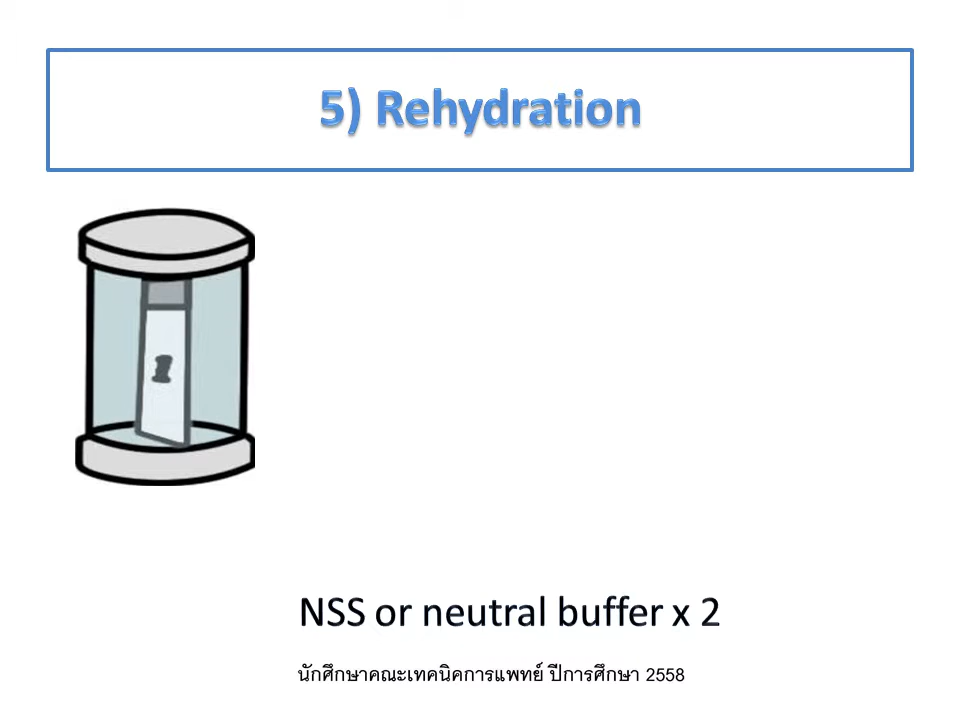 5) Rehydration
NSS or neutral buffer x 2
นักศึกษาคณะเทคนิคการแพทย์ ปีการศึกษา 2558